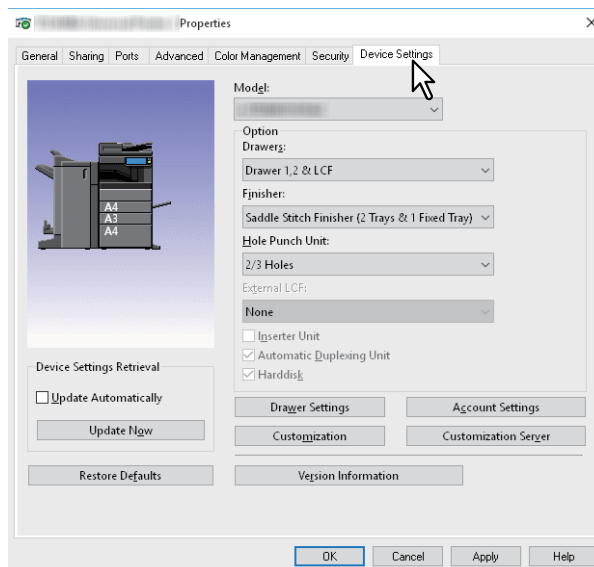 Properties
General Sharing Ports Advanced Color Management Security Device Settings
Model:
Option
Drawers:
Drawer 1,2 & LCF
Finisher:
Saddle Stitch Finisher (2 Trays & 1 Fixed Tray)
Hole Punch Unit:
2/3 Holes
External LCF:
None
Inserter Unit
Automatic Duplexing Unit
Harddisk
A4
A3
A4
Device Settings Retrieval
Update Automatically
Update Now
Drawer Settings Account Settings
Customization Customization Server
Restore Defaults Version Information
OK Cancel Apply Help